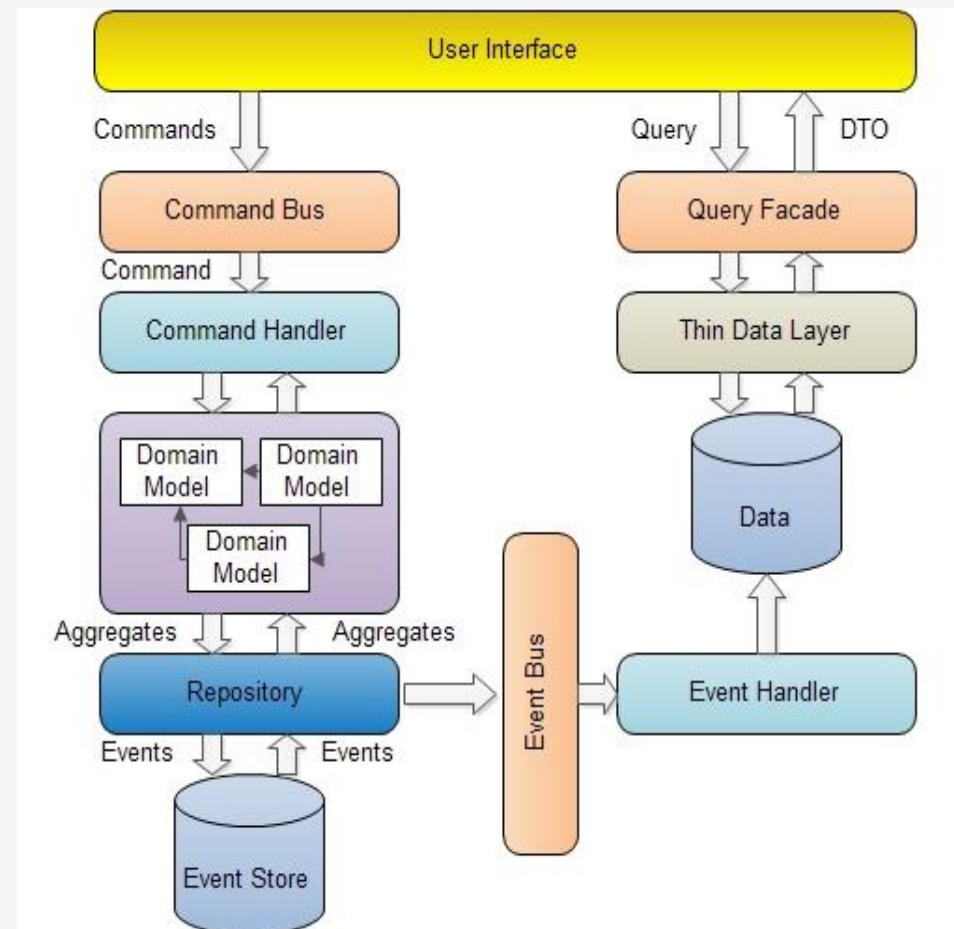 User Interface
Commands
Query
DTO
Command Bus
Query Facade
Command
Command Handler
Thin Data Layer
Domain
Model
Domain
Model
Domain
Model
Data
Aggregates
Aggregates
Repository
Event Bus
Event Handler
Events
Events
Event Store